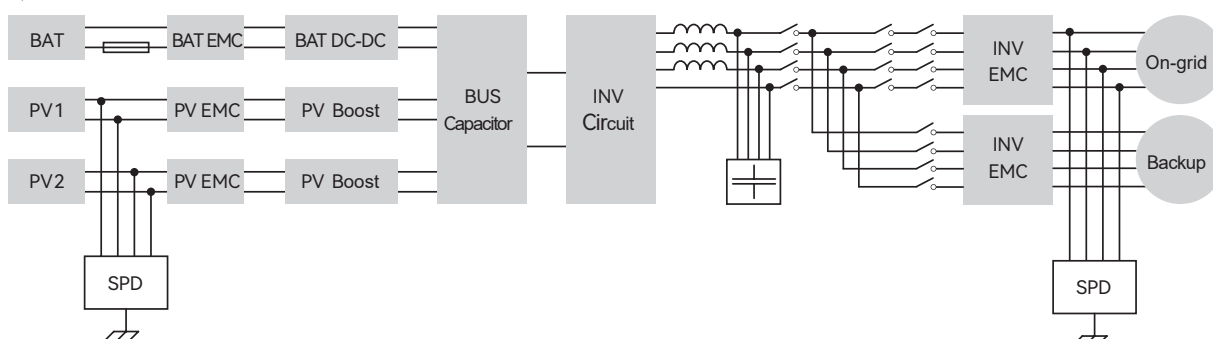 BAT
BAT EMC
BAT DC-DC
PV1
PV EMC
PV Boost
PV2
PV EMC
PV Boost
SPD
BUS
Capacitor
INV
Circuit
INV
EMC
On-grid
INV
EMC
Backup
SPD